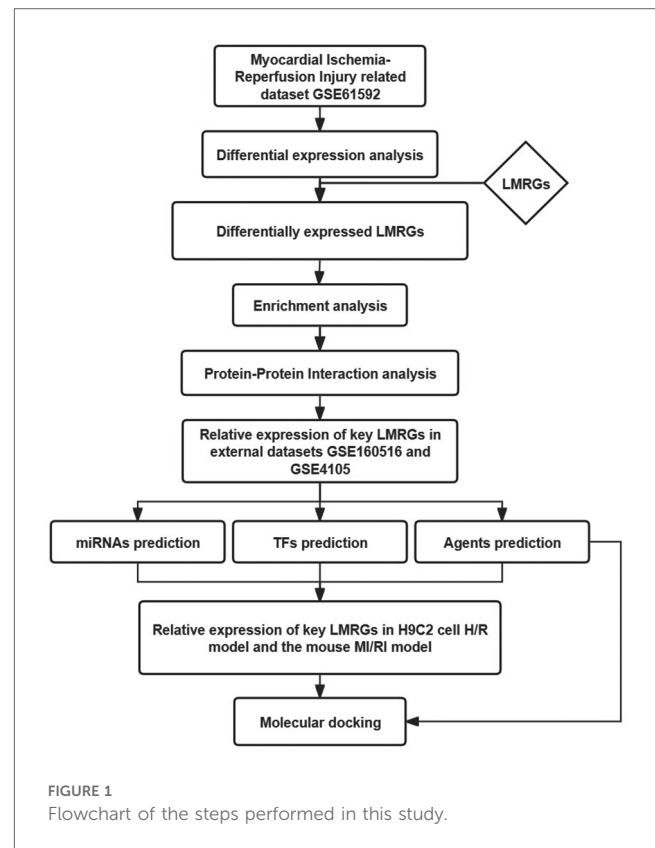 Myocardial Ischemia-
Reperfusion Injury related
dataset GSE61592
Differential expression analysis
LMRGs
Differentially expressed LMRGs
Enrichment analysis
Protein-Protein Interaction analysis
Relative expression of key LMRGs in
external datasets GSE160516 and
GSE4105
miRNAs prediction
TFs prediction
Agents prediction
Relative expression of key LMRGs in H9C2 cell H/R
model and the mouse MI/RI model
Molecular docking
FIGURE 1
Flowchart of the steps performed in this study.